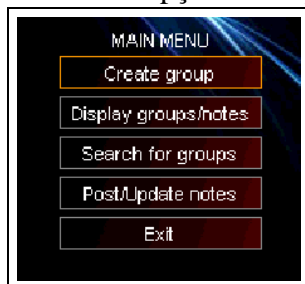 MAIN MENU
Create group
Display groups/notes
Search for groups
Post/Update notes
Exit